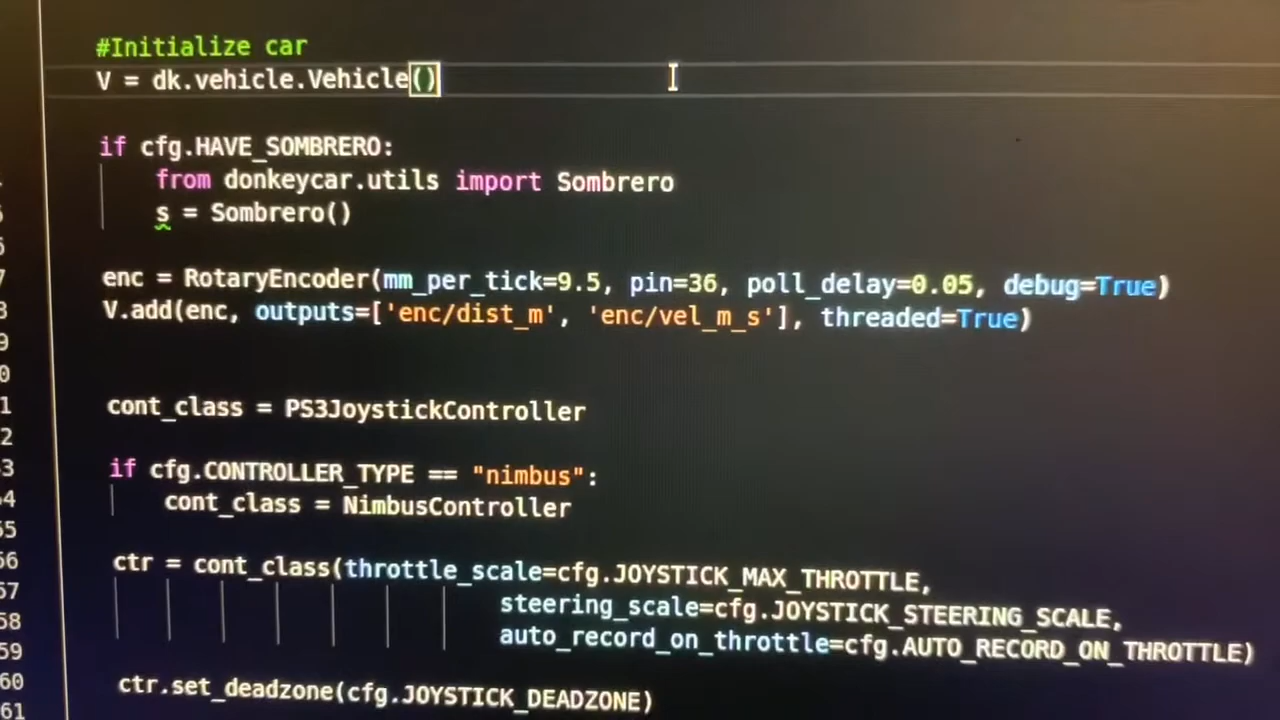 #Initialize car
V = dk.vehicle.Vehicle()
if cfg.HAVE_SOMBRERO:
from donkeycar.utils import Sombrero
s = Sombrero()
enc = RotaryEncoder(mm_per_tick=9.5, pin=36, poll_delay=0.05, debug=True)
V.add(enc, outputs=['enc/dist_m', 'enc/vel_m_s'], threaded=True)
cont_class = PS3JoystickController
if cfg.CONTROLLER_TYPE == "nimbus":
cont_class = NimbusController
ctr = cont_class(throttle_scale=cfg.JOYSTICK_MAX_THROTTLE,
steering_scale=cfg.JOYSTICK_STEERING_SCALE,
auto_record_on_throttle=cfg.AUTO_RECORD_ON_THROTTLE)
60 ctr.set_deadzone(cfg.JOYSTICK_DEADZONE)
61